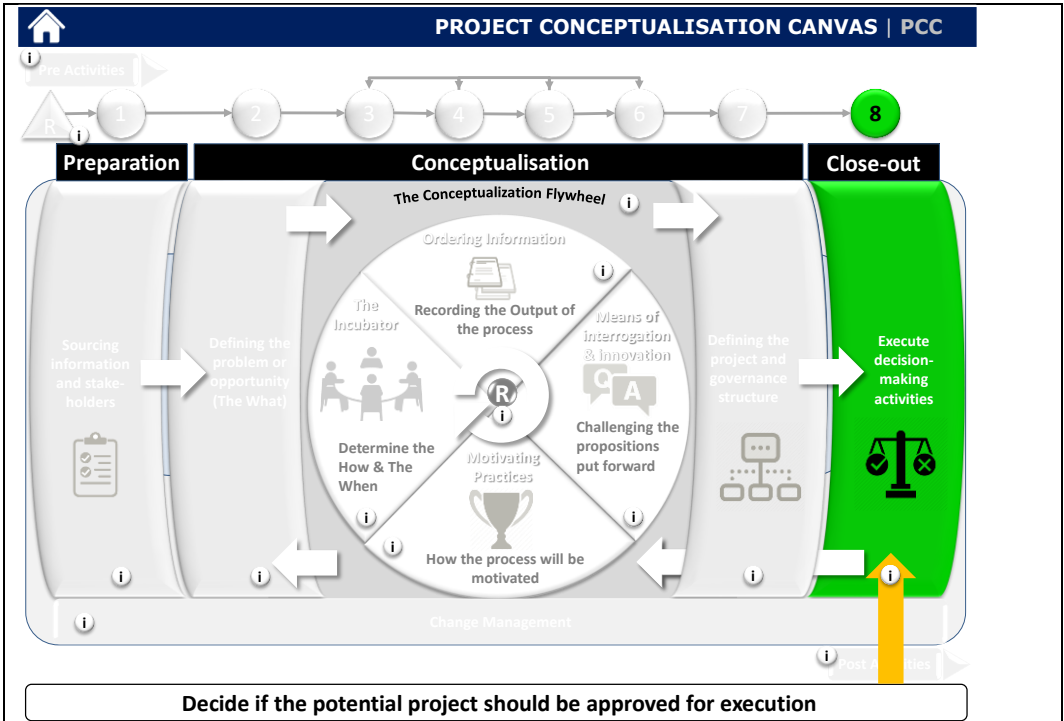 PROJECT CONCEPTUALISATION CANVAS | PCC
i
Pre Activities
R
i
1
2
3
4
5
6
7
8
Preparation
Conceptualisation
Close-out
The Conceptualization Flywheel
i
Ordering Information
i
Recording the Output of
the process
The
Incubator
Determine the
How & The
When
i
Means of
interrogation
& Innovation
Q
A
Challenging the
propositions
put forward
i
R
i
Motivating
Practices
How the process will be
motivated
i
Sourcing
information
and stake-
holders
i
Defining the
problem or
opportunity
(The What)
i
Defining the
project and
governance
structure
i
Execute
decision-
making
activities
i
i
Change Management
i
Post Activities
Decide if the potential project should be approved for execution